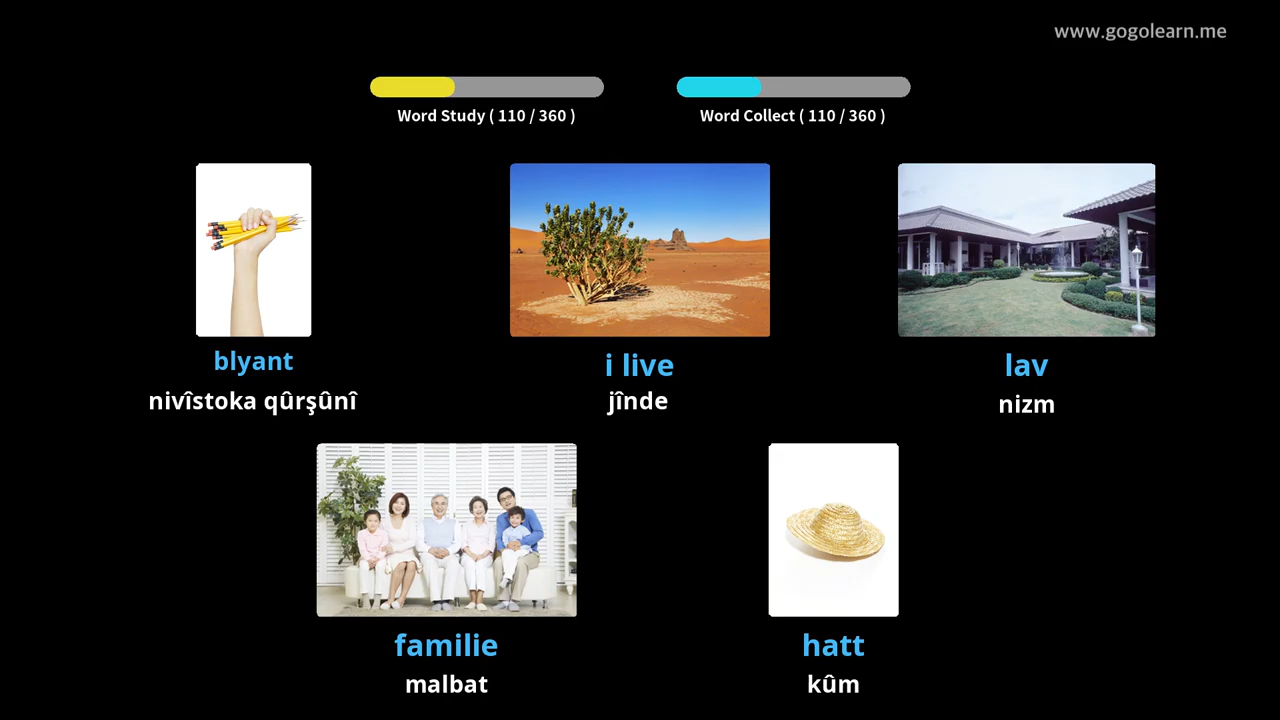 www.gogolearn.me
Word Study ( 110 / 360 )
Word Collect ( 110 / 360 )
blyant
nivîstoka qûrşûnî
i live
jînde
lav
nizm
familie
malbat
hatt
kûm